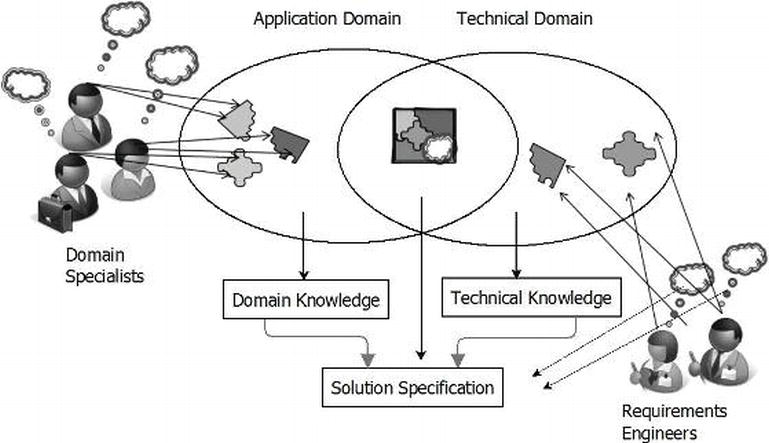 Application Domain
Technical Domain
Domain
Specialists
Domain Knowledge
Technical Knowledge
Solution Specification
Requirements
Engineers